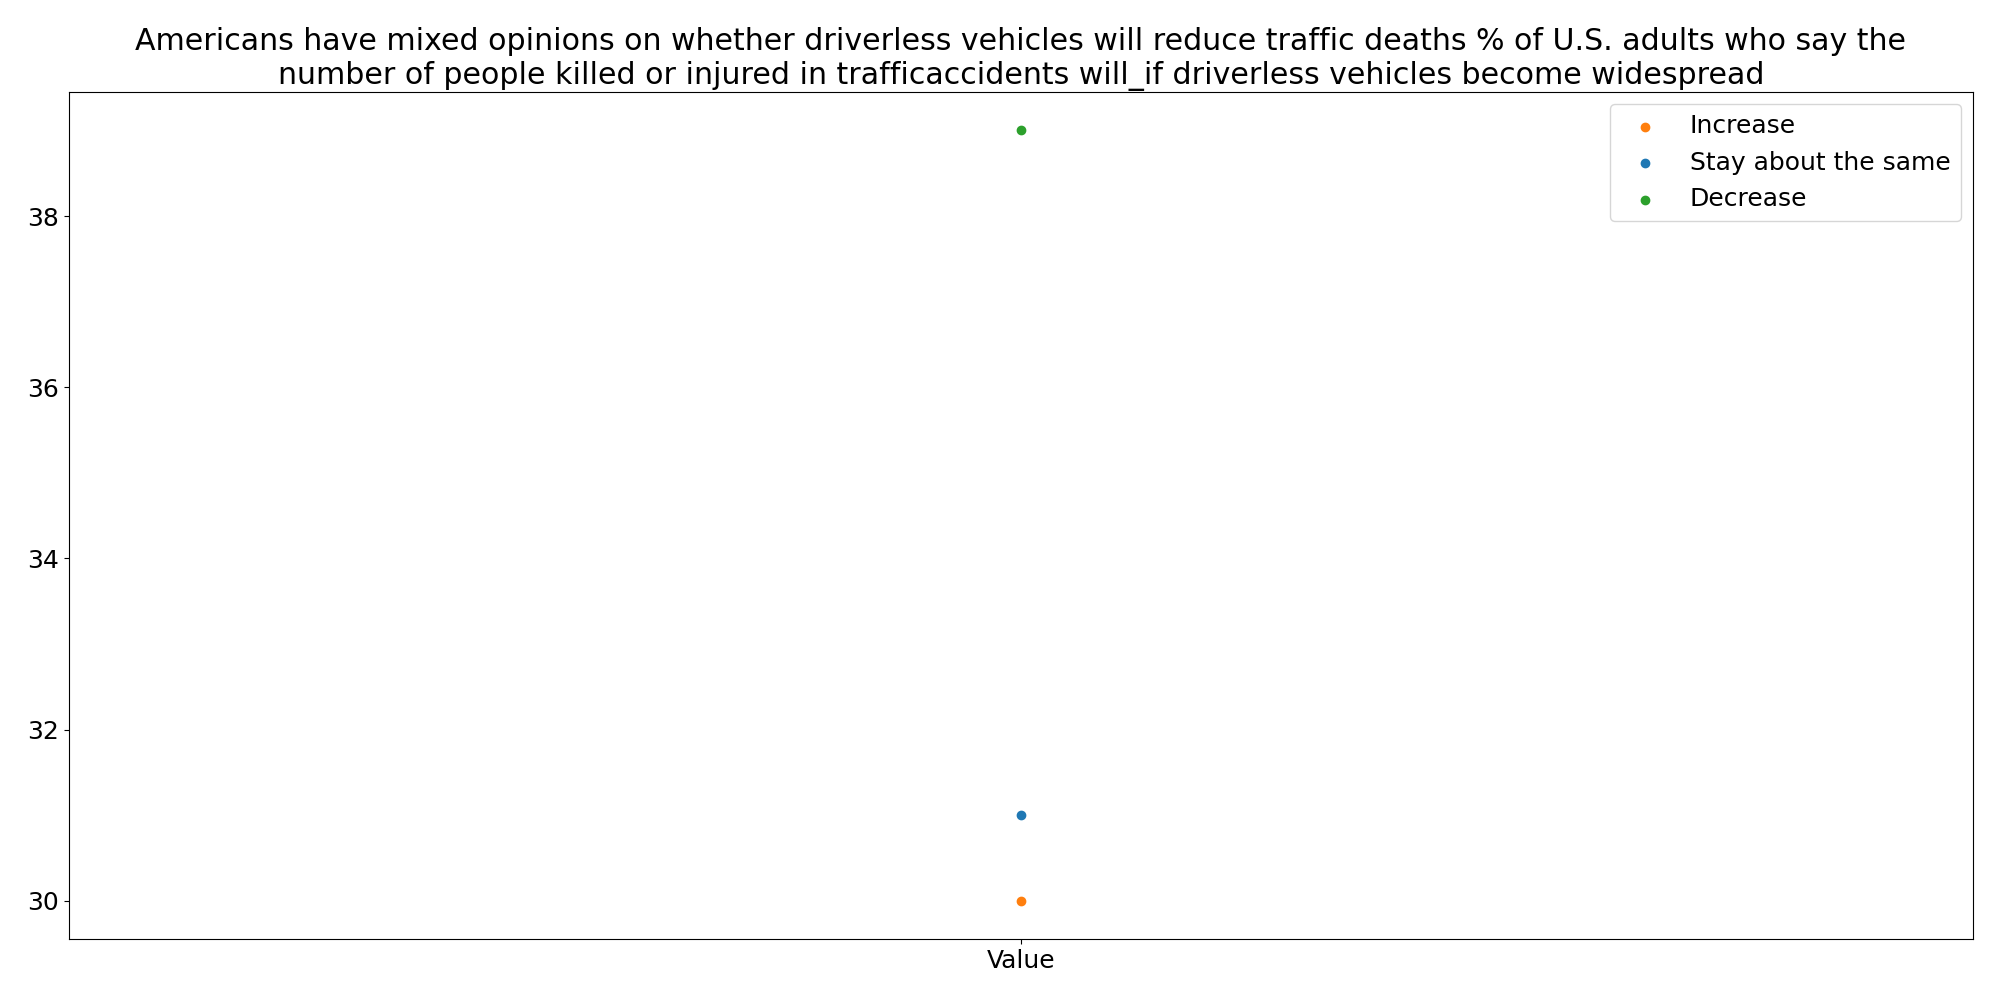 Americans have mixed opinions on whether driverless vehicles will reduce traffic deaths % of U.S. adults who say the
number of people killed or injured in trafficaccidents will_if driverless vehicles become widespread
Increase
Stay about the same
Decrease
38
36
34
32
30
Value